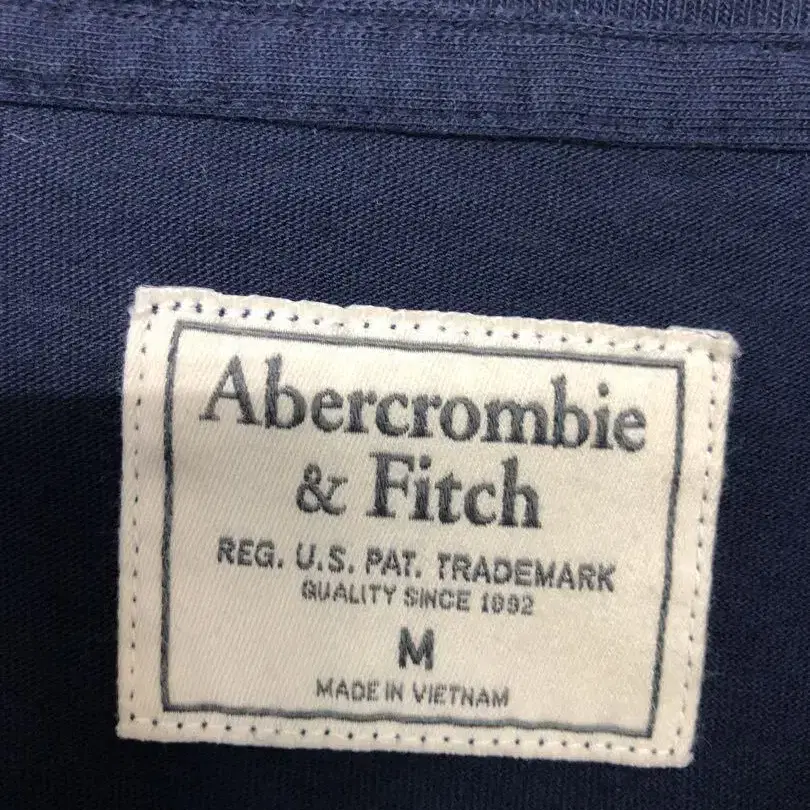 Abercrombie
& Fitch
REG. U.S. PAT. TRADEMARK
QUALITY SINCE 1892
M
MADE IN VIETNAM